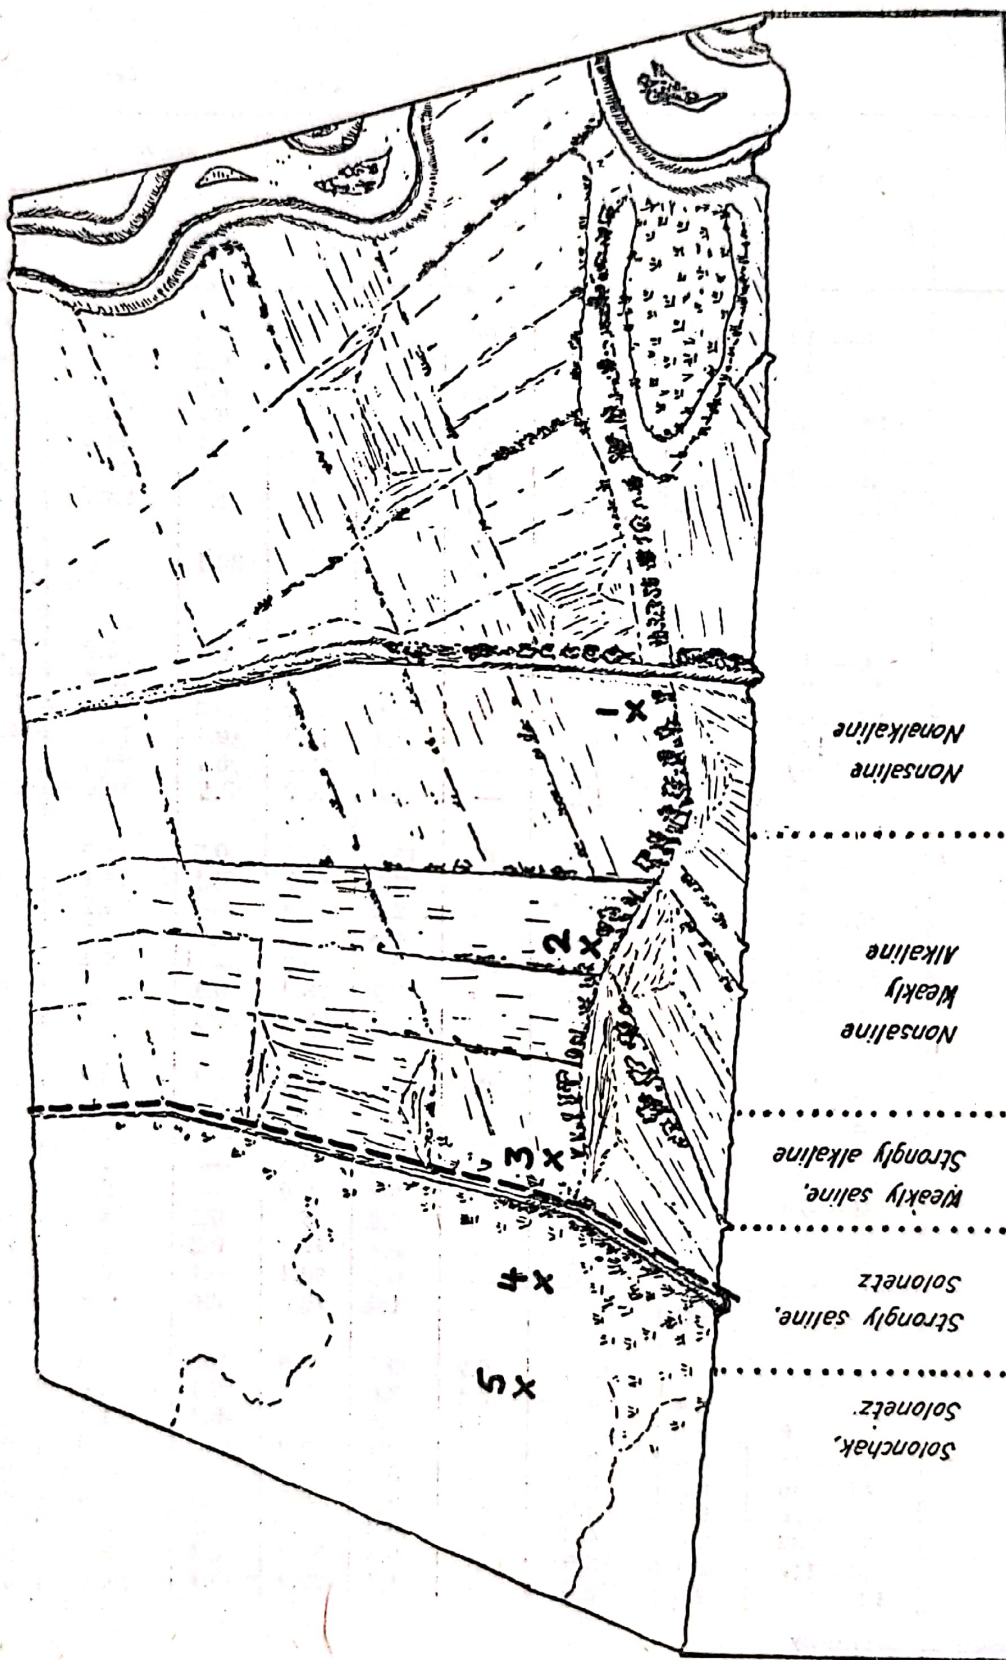 Solonchak,
Solonetz
Strongly saline,
Solonetz
Weakly saline,
Strongly alkaline
Nonsaline
Weakly
Alkaline
Nonsaline
Nonalkaline
5
4
3
2
1